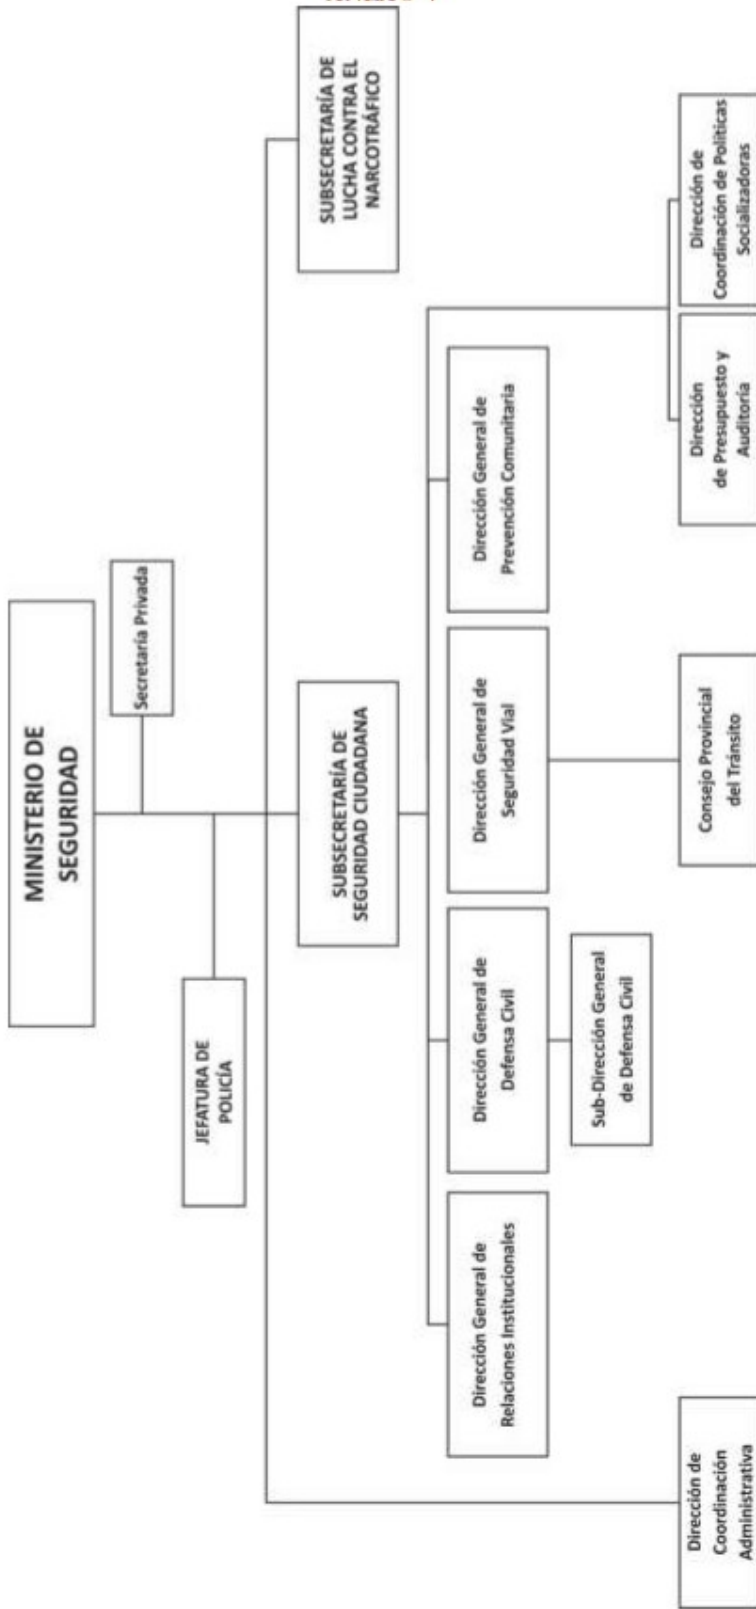 MINISTERIO DE
SEGURIDAD
Secretaría Privada
JEFATURA DE
POLICÍA
SUBSECRETARÍA DE
SEGURIDAD CIUDADANA
SUBSECRETARÍA DE
LUCHA CONTRA EL
NARCOTRÁFICO
Dirección General de
Relaciones Institucionales
Dirección General de
Defensa Civil
Dirección General de
Seguridad Vial
Dirección General de
Prevención Comunitaria
Sub-Dirección General
de Defensa Civil
Dirección de
Coordinación
Administrativa
Consejo Provincial
del Tránsito
Dirección
de Presupuesto y
Auditoría
Dirección de
Coordinación de Políticas
Socializadoras